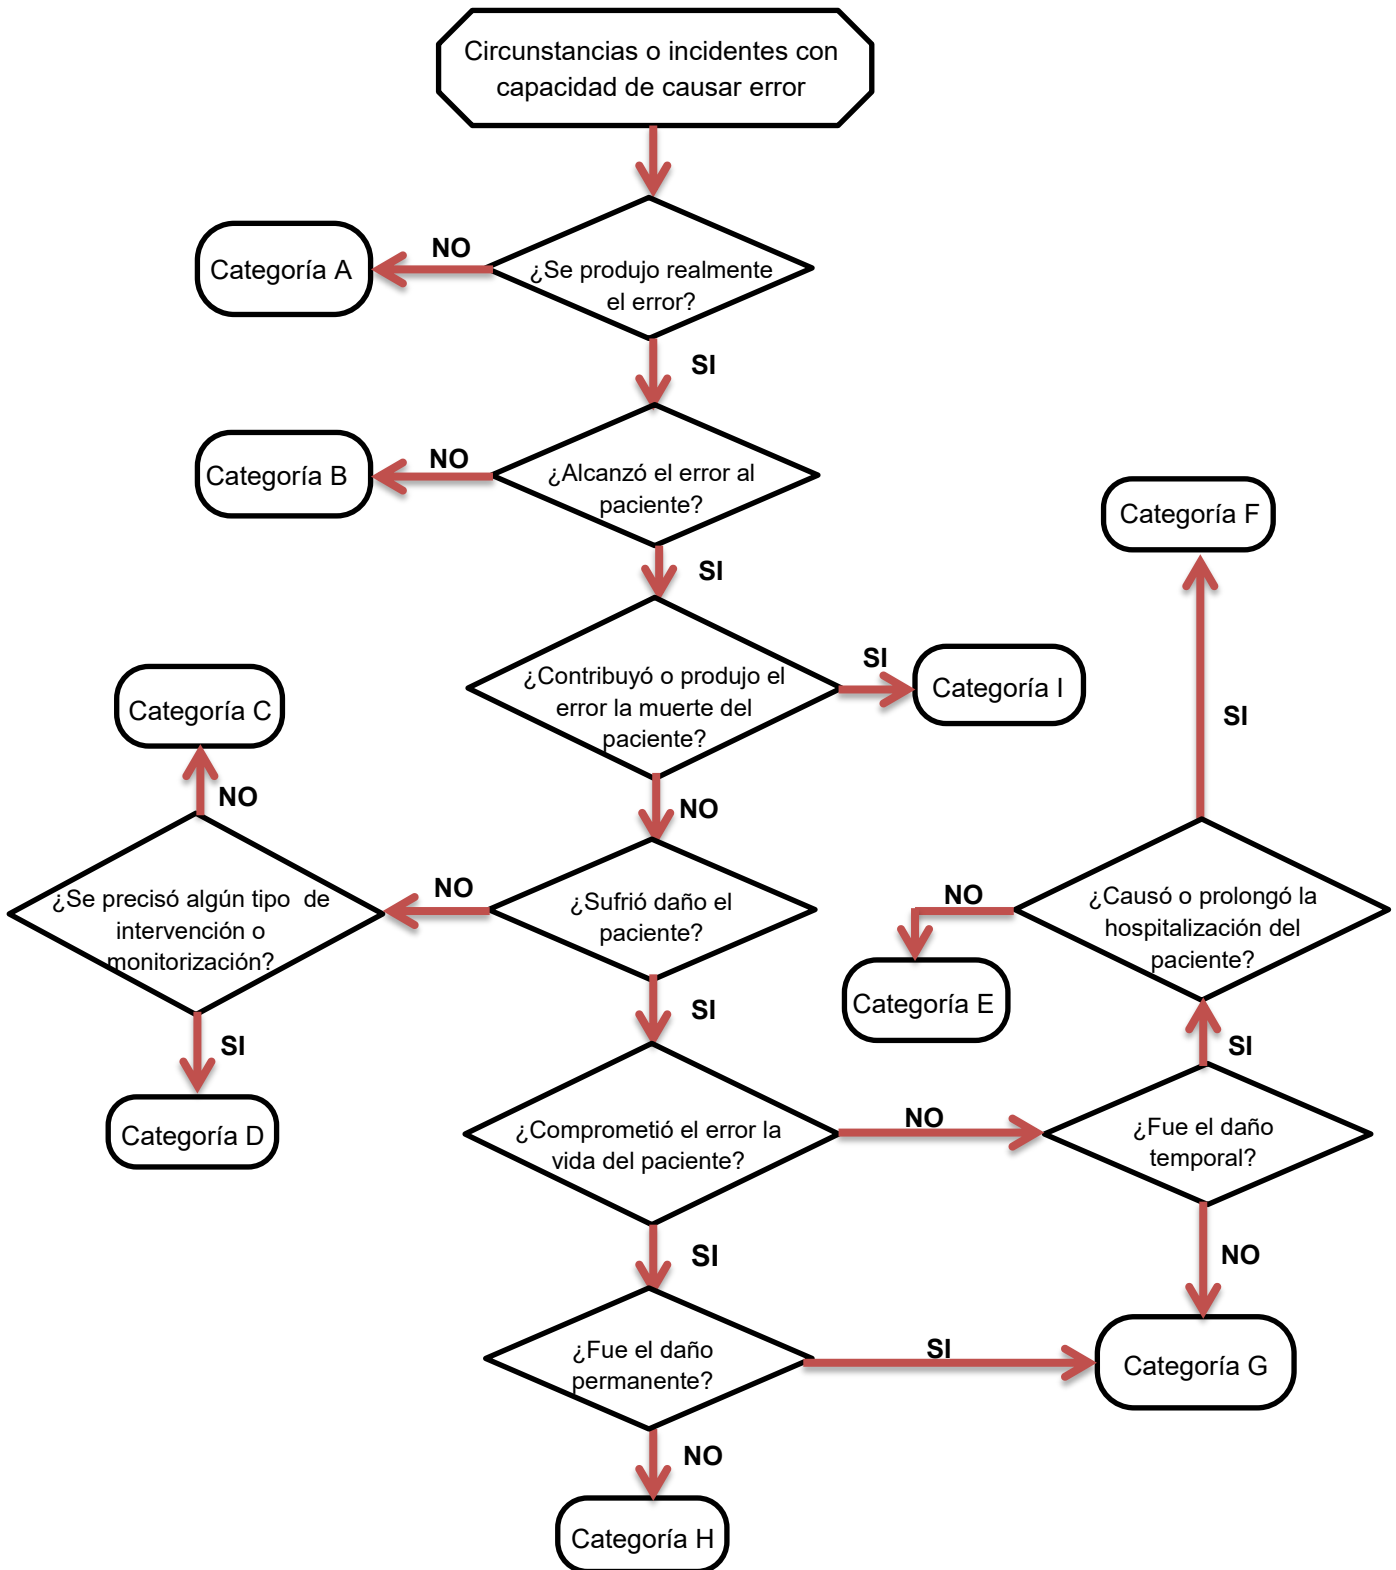 Circunstancias o incidentes con
capacidad de causar error
NO
Categoría A
¿Se produjo realmente
el error?
SI
NO
Categoría B
¿Alcanzó el error al
paciente?
Categoría F
SI
SI
¿Contribuyó o produjo el
error la muerte del
paciente?
Categoría I
Categoría C
SI
NO
NO
¿Se precisó algún tipo  de
intervención o
monitorización?
NO
¿Sufrió daño el
paciente?
NO
¿Causó o prolongó la
hospitalización del
paciente?
Categoría E
SI
SI
SI
Categoría D
¿Comprometió el error la
vida del paciente?
NO
¿Fue el daño
temporal?
SI
NO
¿Fue el daño
permanente?
SI
Categoría G
NO
Categoría H